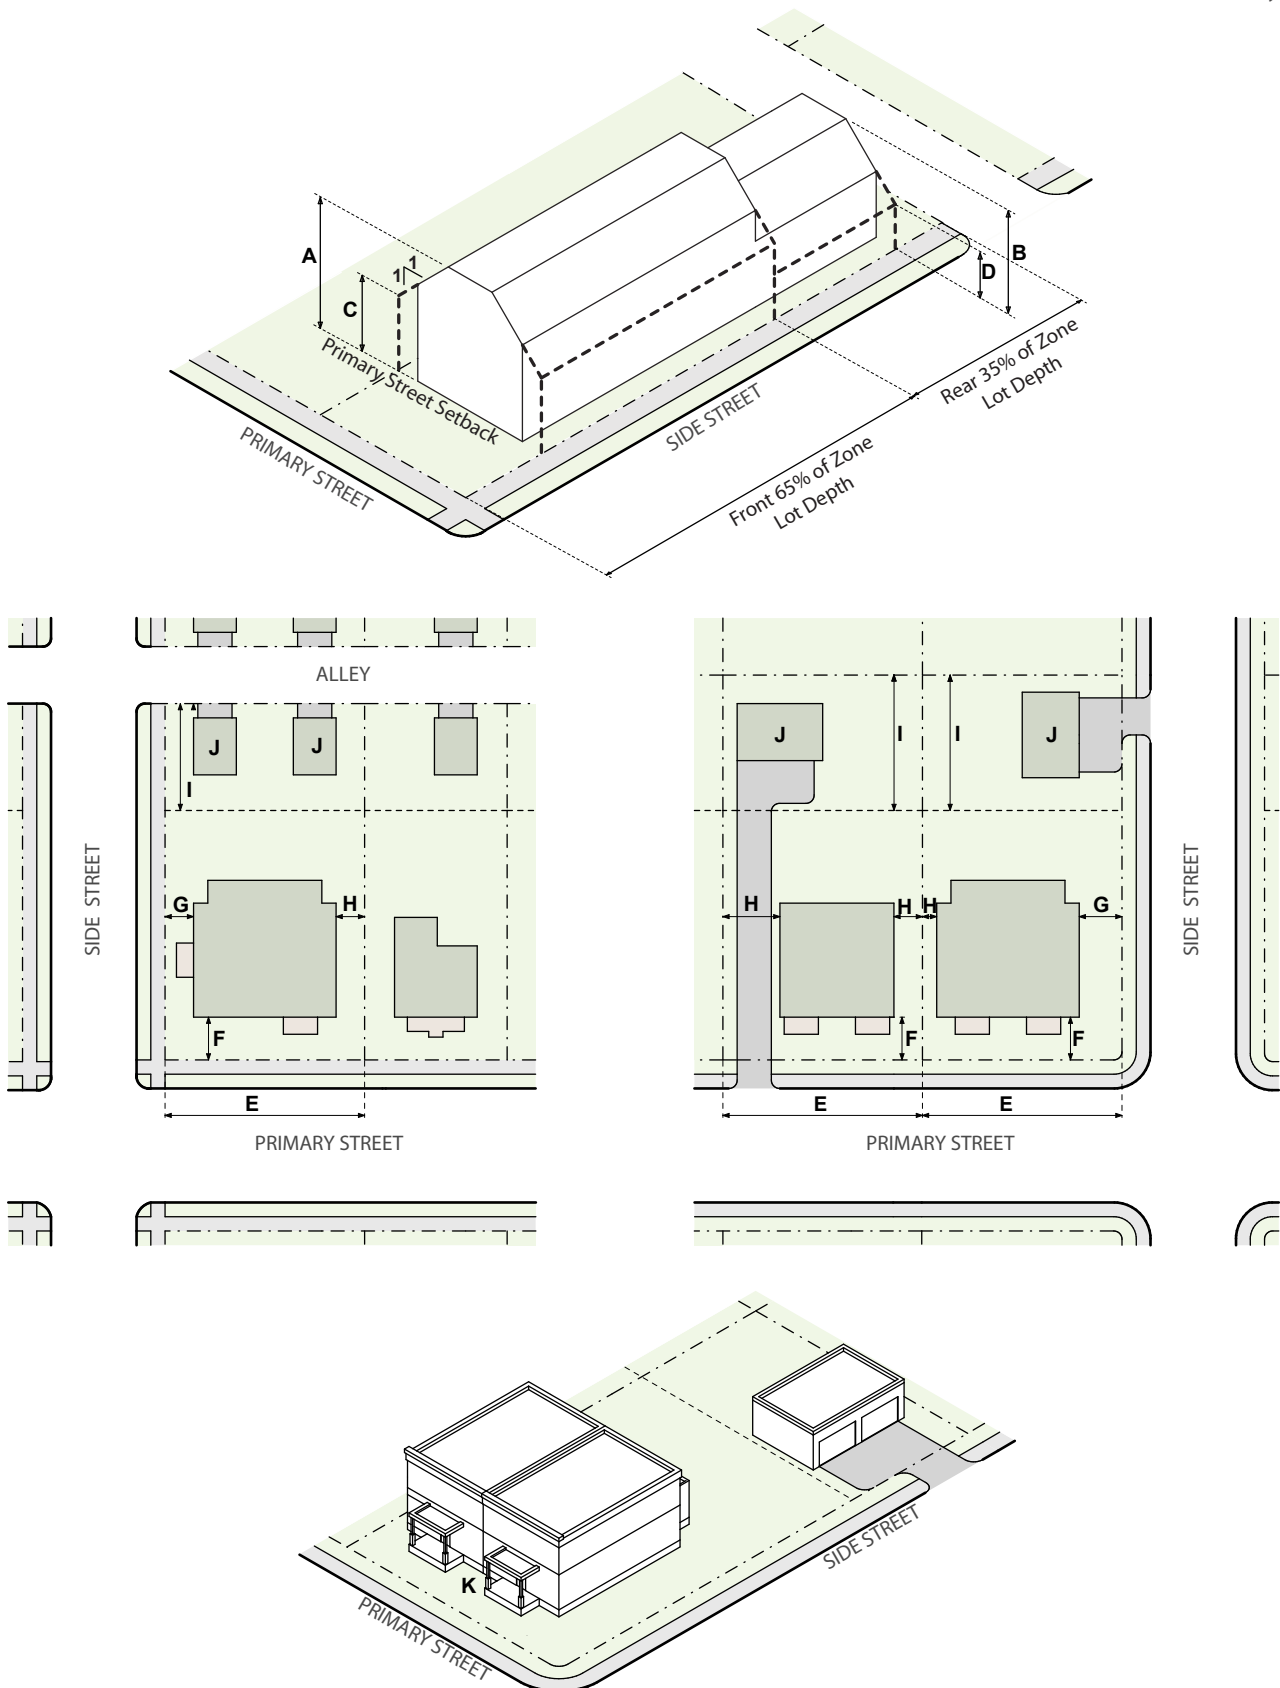 A
1
1
C
B
D
Primary Street Setback
PRIMARY STREET
SIDE STREET
Rear 35% of Zone
Lot Depth
Front 65% of Zone
Lot Depth
ALLEY
J
J
I
SIDE STREET
G
H
F
E
PRIMARY STREET
J
I
I
J
H
H
H
G
F
F
E
E
SIDE STREET
PRIMARY STREET
K
PRIMARY STREET
SIDE STREET